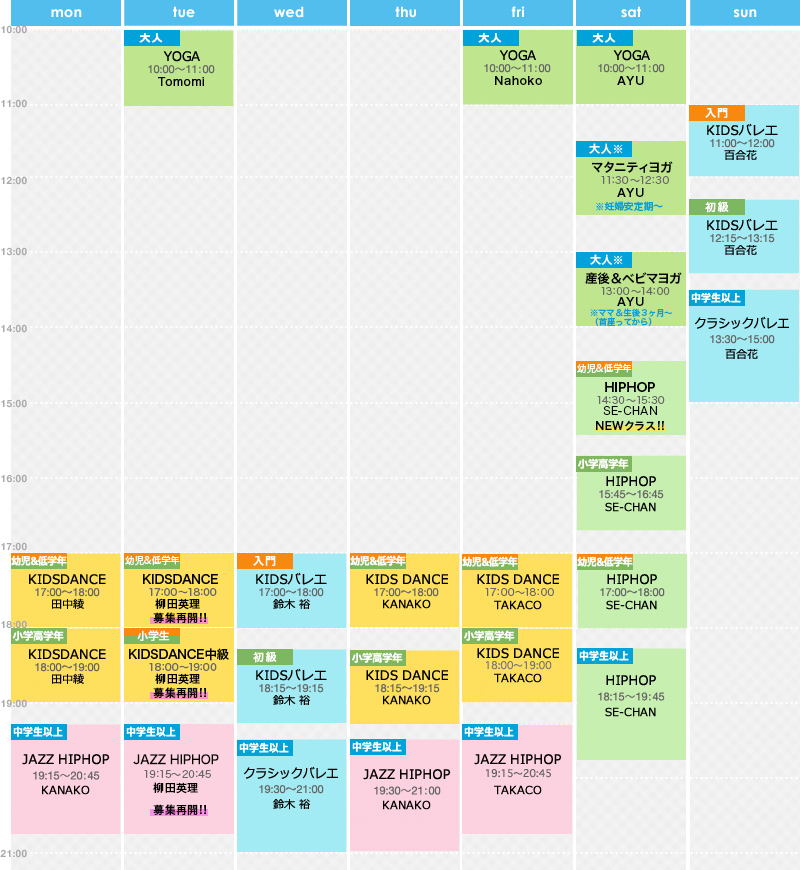 mon
tue
wed
thu
fri
sat
sun
10:00
11:00
12:00
13:00
14:00
15:00
16:00
17:00
18:00
19:00
21:00
幼児&低学年
KIDSDANCE
17:00〜18:00
田中綾
小学高学年
KIDSDANCE
18:00〜19:00
田中綾
中学生以上
JAZZ HIPHOP
19:15〜20:45
KANAKO
大人
YOGA
10:00〜11:00
Tomomi
幼児&低学年
KIDSDANCE
17:00〜18:00
柳田英理
募集再開!!
小学生
KIDSDANCE中級
18:00〜19:00
柳田英理
募集再開!!
中学生以上
JAZZ HIPHOP
19:15〜20:45
柳田英理
募集再開!!
入門
KIDSバレエ
17:00〜18:00
鈴木 裕
初級
KIDSバレエ
18:15〜19:15
鈴木 裕
中学生以上
クラシックバレエ
19:30〜21:00
鈴木 裕
幼児&低学年
KIDS DANCE
17:00〜18:00
KANAKO
小学高学年
KIDS DANCE
18:15〜19:15
KANAKO
中学生以上
JAZZ HIPHOP
19:30〜21:00
KANAKO
大人
YOGA
10:00〜11:00
Nahoko
幼児&低学年
KIDS DANCE
17:00〜18:00
TAKACO
小学高学年
KIDS DANCE
18:00〜19:00
TAKACO
中学生以上
JAZZ HIPHOP
19:15〜20:45
TAKACO
大人
YOGA
10:00〜11:00
AYU
大人※
マタニティヨガ
11:30〜12:30
AYU
※妊婦安定期〜
大人※
産後&ベビマヨガ
13:00〜14:00
AYU
※ママ&生後3ヶ月〜
(首座ってから)
幼児&低学年
HIPHOP
14:30〜15:30
SE-CHAN
NEWクラス!!
小学高学年
HIPHOP
15:45〜16:45
SE-CHAN
幼児&低学年
HIPHOP
17:00〜18:00
SE-CHAN
中学生以上
HIPHOP
18:15〜19:45
SE-CHAN
入門
KIDSバレエ
11:00〜12:00
百合花
初級
KIDSバレエ
12:15〜13:15
百合花
中学生以上
クラシックバレエ
13:30〜15:00
百合花